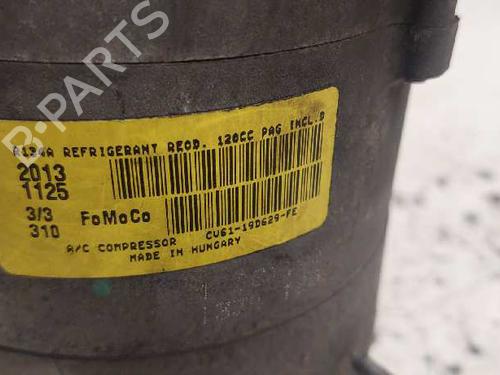 R134A REFRIGERANT REQD. 120CC PAG INCL.D
2013
1125
3/3 FoMoCo
310
CV61-19D629-FE
A/C COMPRESSOR
MADE IN HUNGARY
B-PARTS